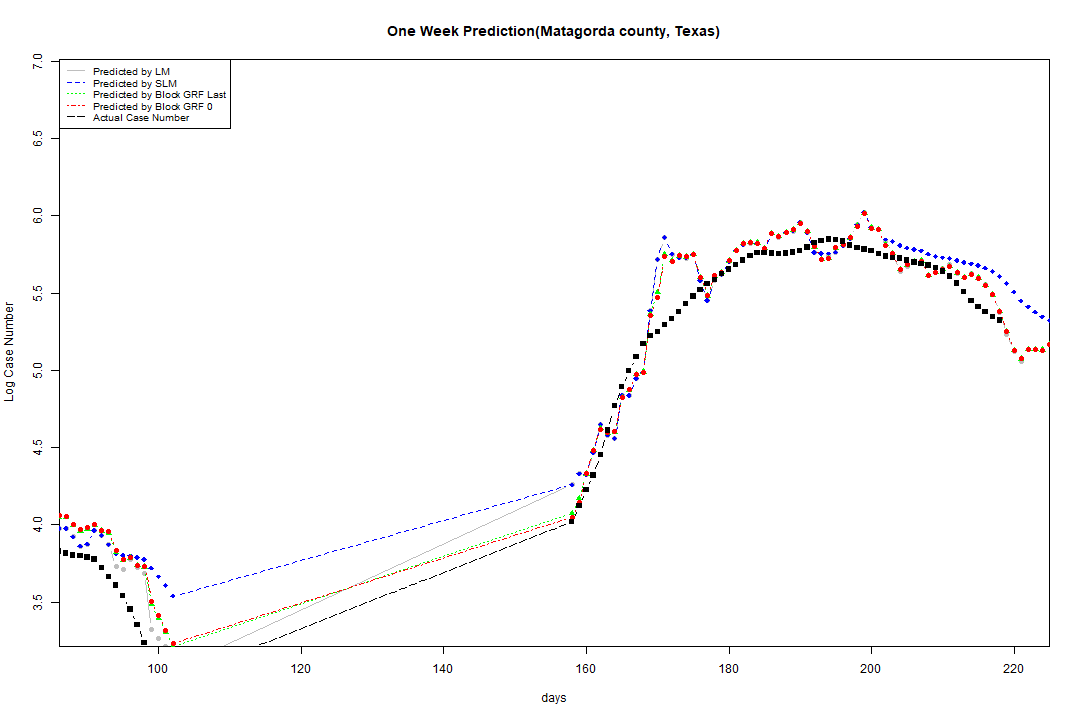 One Week Prediction(Matagorda county, Texas)
Predicted by LM
Predicted by SLM
Predicted by Block GRF Last
Predicted by Block GRF 0
Actual Case Number
7.0
6.5
6.0
5.5
5.0
4.5
4.0
3.5
Log Case Number
100 120 140 160 180 200 220
days